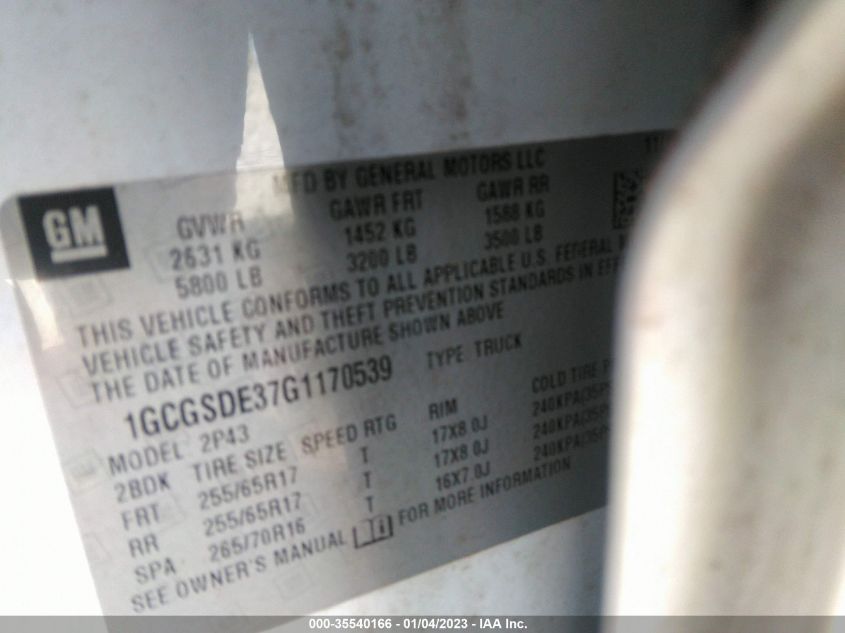 GM
MFD BY GENERAL MOTORS LLC
GVWR GAWR FRT GAWR RR
2631 KG 1452 KG 1588 KG
5800 LB 3200 LB 3500 LB
THIS VEHICLE CONFORMS TO ALL APPLICABLE U.S. FEDERAL
VEHICLE SAFETY AND THEFT PREVENTION STANDARDS IN
THE DATE OF MANUFACTURE SHOWN ABOVE
1GCGSDE37G1170539 TYPE: TRUCK
MODEL 2P43
2BDK TIRE SIZE SPEED RTG RIM COLD TIRE
FRT 255/65R17 T 17X8.0J 240KPA(35
RR 255/65R17 T 17X8.0J 240KPA(35
SPA 265/70R16 T 16X7.0J 240KPA(35
SEE OWNER'S MANUAL FOR MORE INFORMATION
000-35540166 - 01/04/2023 - IAA Inc.